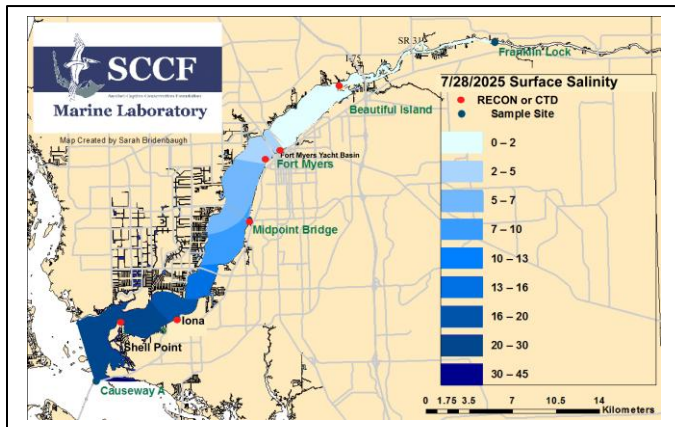 SCCF
Marine Laboratory
Map Created by Sarah Bridenbaugh
I-75
Franklin Lock
Beautiful Island
Fort Myers Yacht Basin
Fort Myers
Midpoint Bridge
Iona
Shell Point
Causeway A
7/28/2025 Surface Salinity
RECON or CTD
Sample Site
0 – 2
2 – 5
5 – 7
7 – 10
10 – 13
13 – 16
16 – 20
20 – 30
30 – 45
0 1.75 3.5 7 10.5 14
Kilometers